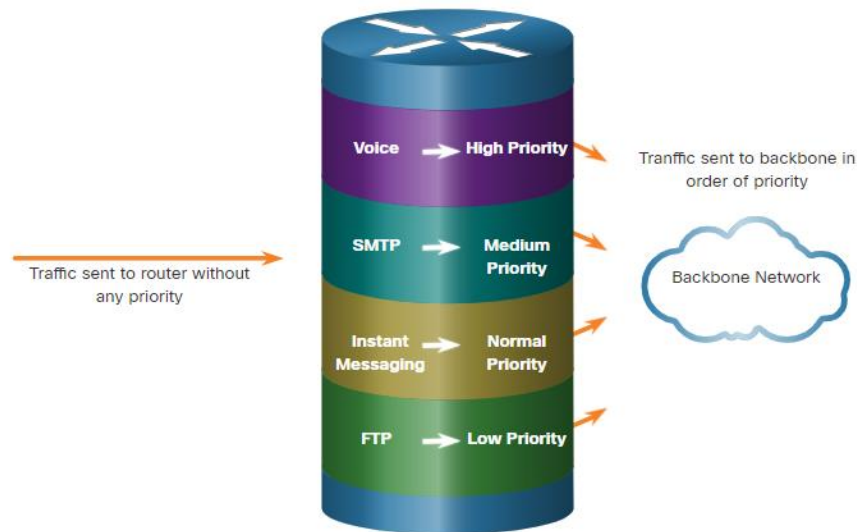 Voice
High Priority
Tranffic sent to backbone in
order of priority
SMTP
Medium
Priority
Traffic sent to router without
any priority
Backbone Network
Instant
Messaging
Normal
Priority
FTP
Low Priority